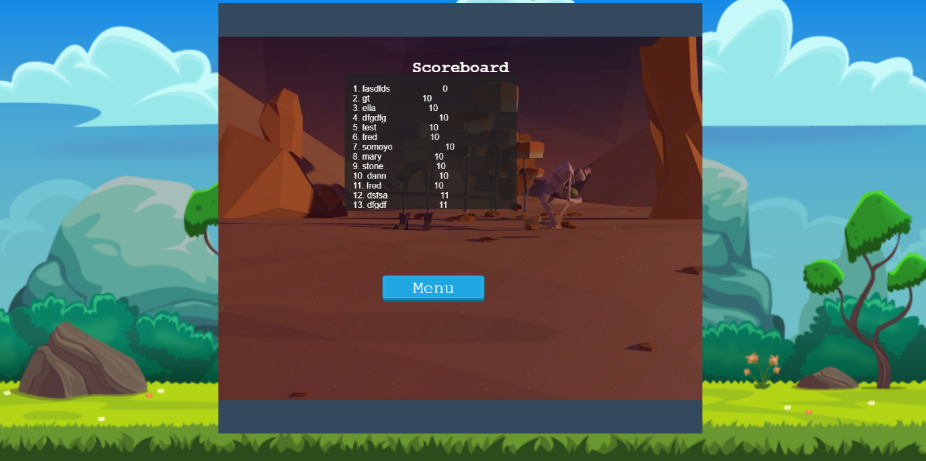 Scoreboard
1. fasdfds 0
2. gt 10
3. ella 10
4. dfgdfg 10
5. test 10
6. fred 10
7. somoyo 10
8. mary 10
9. stone 10
10. dann 10
11. fred 10
12. dsfsa 11
13. dfgdf 11
Menu